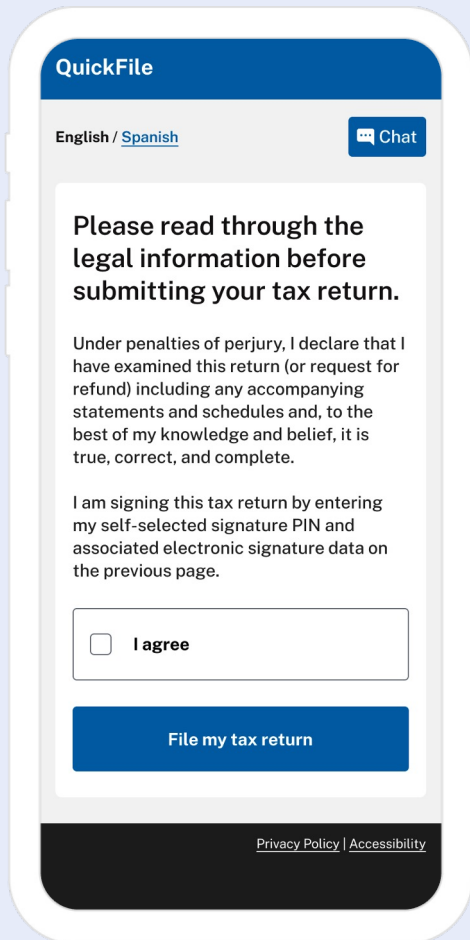 QuickFile
English / Spanish
Chat
Please read through the
legal information before
submitting your tax return.
Under penalties of perjury, I declare that I
have examined this return (or request for
refund) including any accompanying
statements and schedules and, to the
best of my knowledge and belief, it is
true, correct, and complete.
I am signing this tax return by entering
my self-selected signature PIN and
associated electronic signature data on
the previous page.
I agree
File my tax return
Privacy Policy | Accessibility